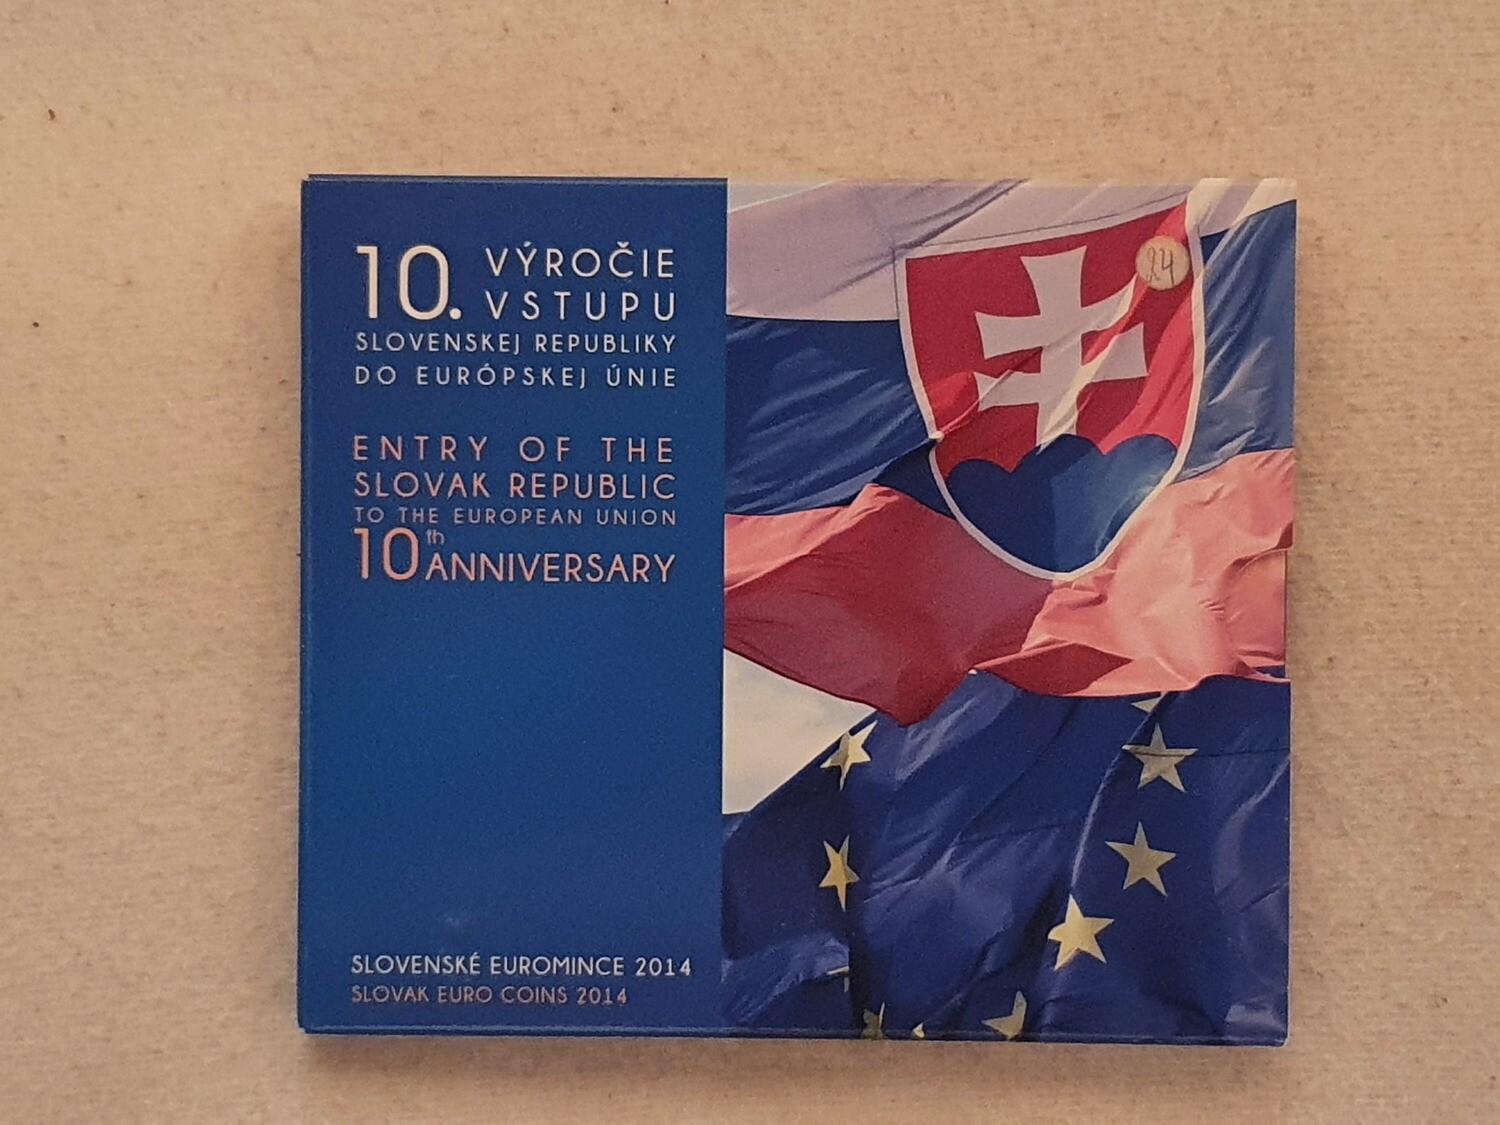 10. VÝROČIE
VSTUPU
SLOVENSKEJ REPUBLIKY
DO EURÓPSKEJ ÚNIE
ENTRY OF THE
SLOVAK REPUBLIC
TO THE EUROPEAN UNION
10th ANNIVERSARY
SLOVENSKÉ EUROMINCE 2014
SLOVAK EURO COINS 2014
24